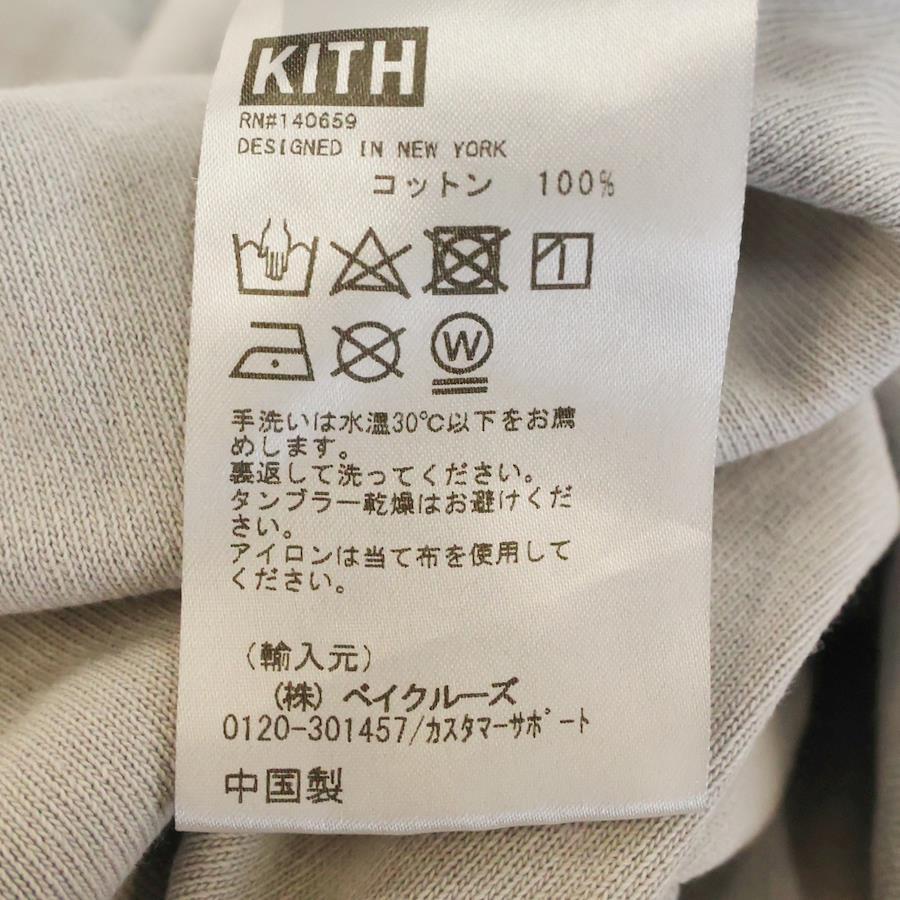 KITH
RN#140659
DESIGNED IN NEW YORK
コットン 100%
W
手洗いは水温30℃以下をお薦
めします。
裏返して洗ってください。
タンブラー乾燥はお避けくだ
さい。
アイロンは当て布を使用して
ください。
(輸入元)
(株) ベイクルーズ
0120-301457/カスタマーサポート
中国製